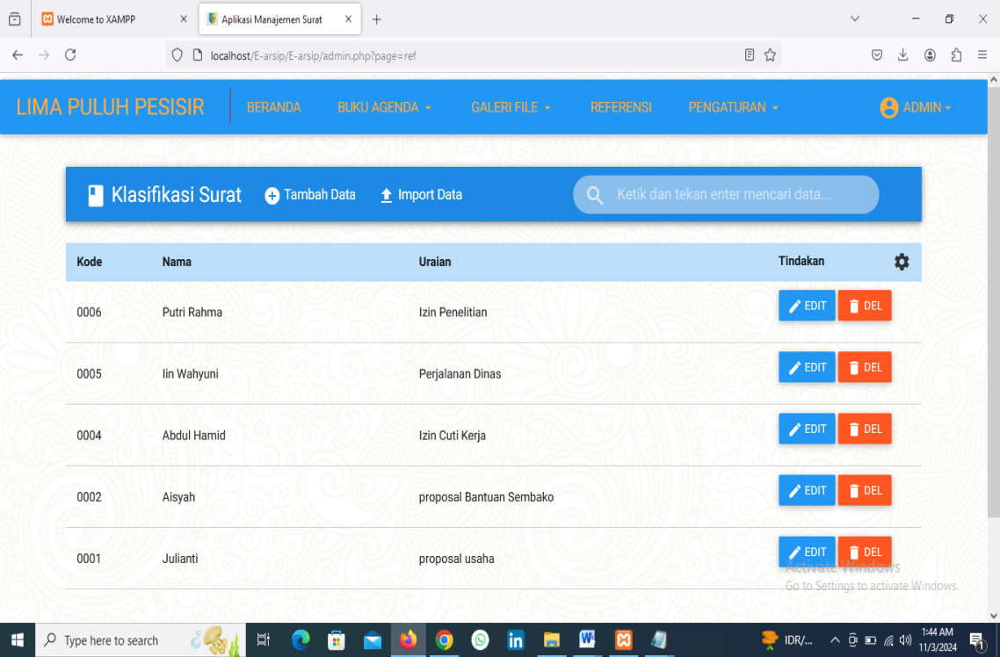 Welcome to XAMPP
Aplikasi Manajemen Surat
localhost/E-arsip/E-arsip/admin.php?page=ref
LIMA PULUH PESISIR BERANDA BUKU AGENDA GALERI FILE REFERENSI PENGATURAN ADMIN
Klasifikasi Surat Tambah Data Import Data Ketik dan tekan enter mencari data...
Kode Nama Uraian Tindakan
0006 Putri Rahma Izin Penelitian EDIT DEL
0005 Iin Wahyuni Perjalanan Dinas EDIT DEL
0004 Abdul Hamid Izin Cuti Kerja EDIT DEL
0002 Aisyah proposal Bantuan Sembako EDIT DEL
0001 Julianti proposal usaha EDIT DEL
Activate Windows
Go to Settings to activate Windows.
Type here to search IDR/... 1:44 AM
11/3/2024
1